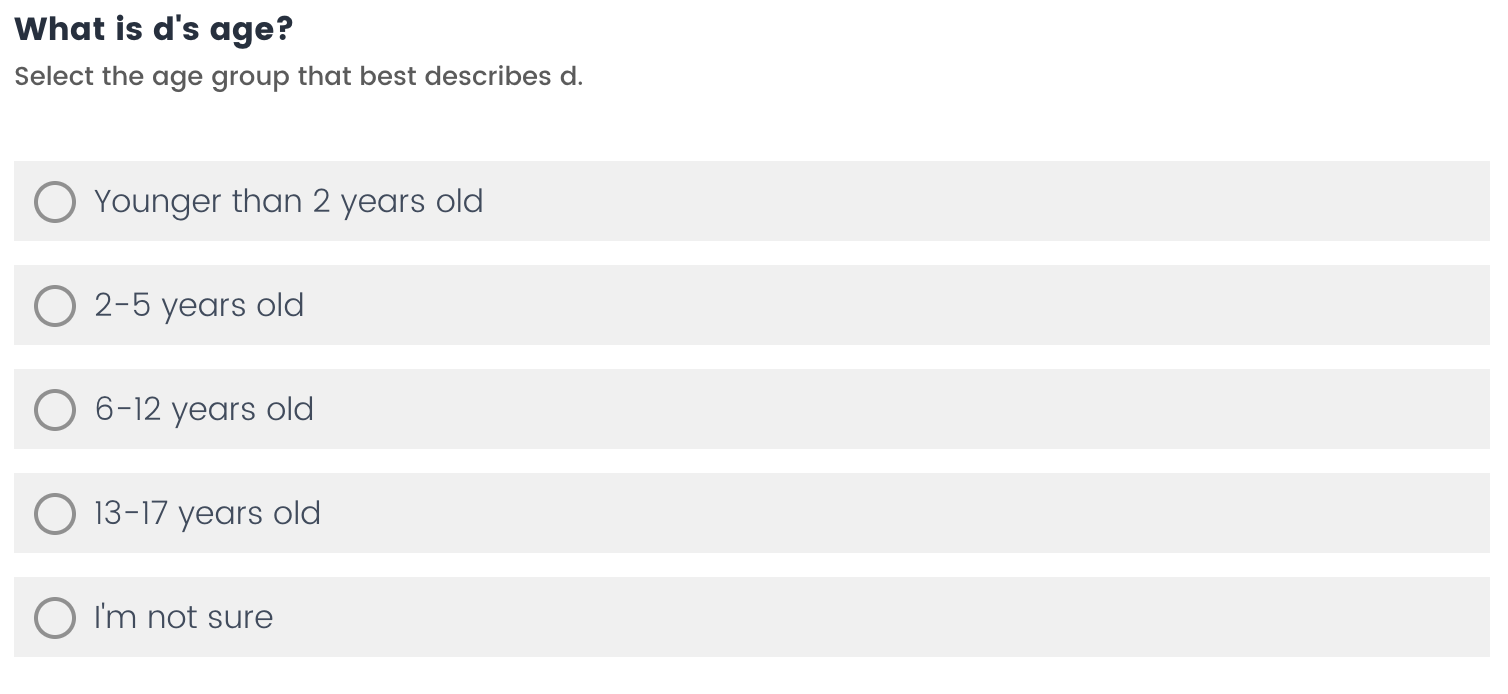 What is d's age?
Select the age group that best describes d.
Younger than 2 years old
2-5 years old
6-12 years old
13-17 years old
I'm not sure